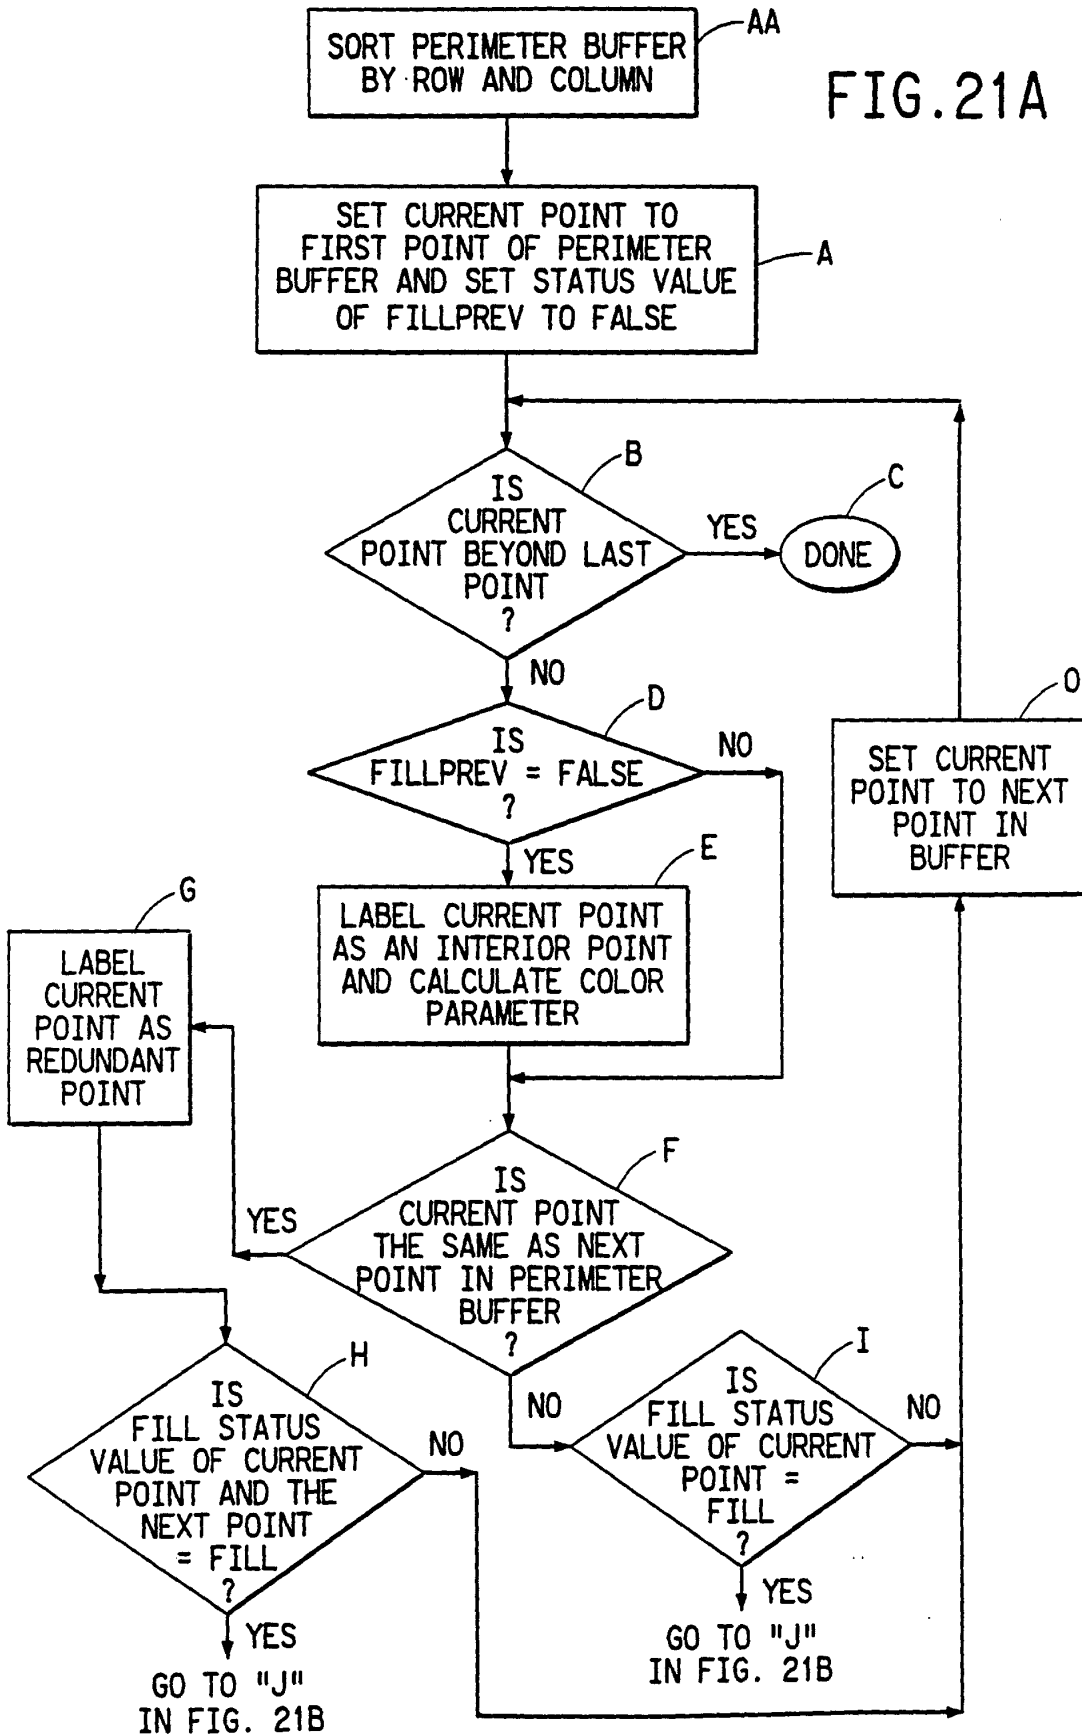 AA
SORT PERIMETER BUFFER
BY ROW AND COLUMN
FIG.21A
SET CURRENT POINT TO
FIRST POINT OF PERIMETER
BUFFER AND SET STATUS VALUE
OF FILLPREV TO FALSE
A
B
IS
CURRENT
POINT BEYOND LAST
POINT
?
YES
C
DONE
NO
D
IS
FILLPREV = FALSE
?
NO
O
SET CURRENT
POINT TO NEXT
POINT IN
BUFFER
YES
E
LABEL CURRENT POINT
AS AN INTERIOR POINT
AND CALCULATE COLOR
PARAMETER
G
LABEL
CURRENT
POINT AS
REDUNDANT
POINT
F
IS
CURRENT POINT
THE SAME AS NEXT
POINT IN PERIMETER
BUFFER
?
YES
NO
H
IS
FILL STATUS
VALUE OF CURRENT
POINT AND THE
NEXT POINT
= FILL
?
NO
YES
GO TO "J"
IN FIG. 21B
I
IS
FILL STATUS
VALUE OF CURRENT
POINT =
FILL
?
NO
YES
GO TO "J"
IN FIG. 21B